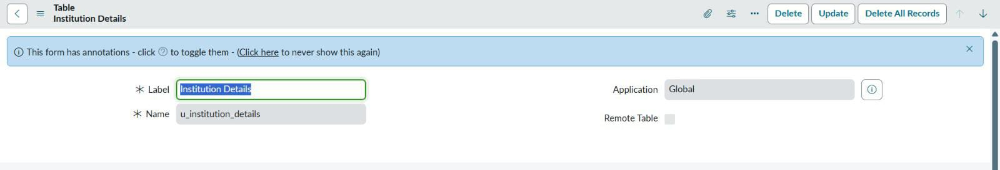 Table
Institution Details
Delete
Update
Delete All Records
This form has annotations - click ? to toggle them - (Click here to never show this again)
Label
Institution Details
Application
Global
Name
u_institution_details
Remote Table